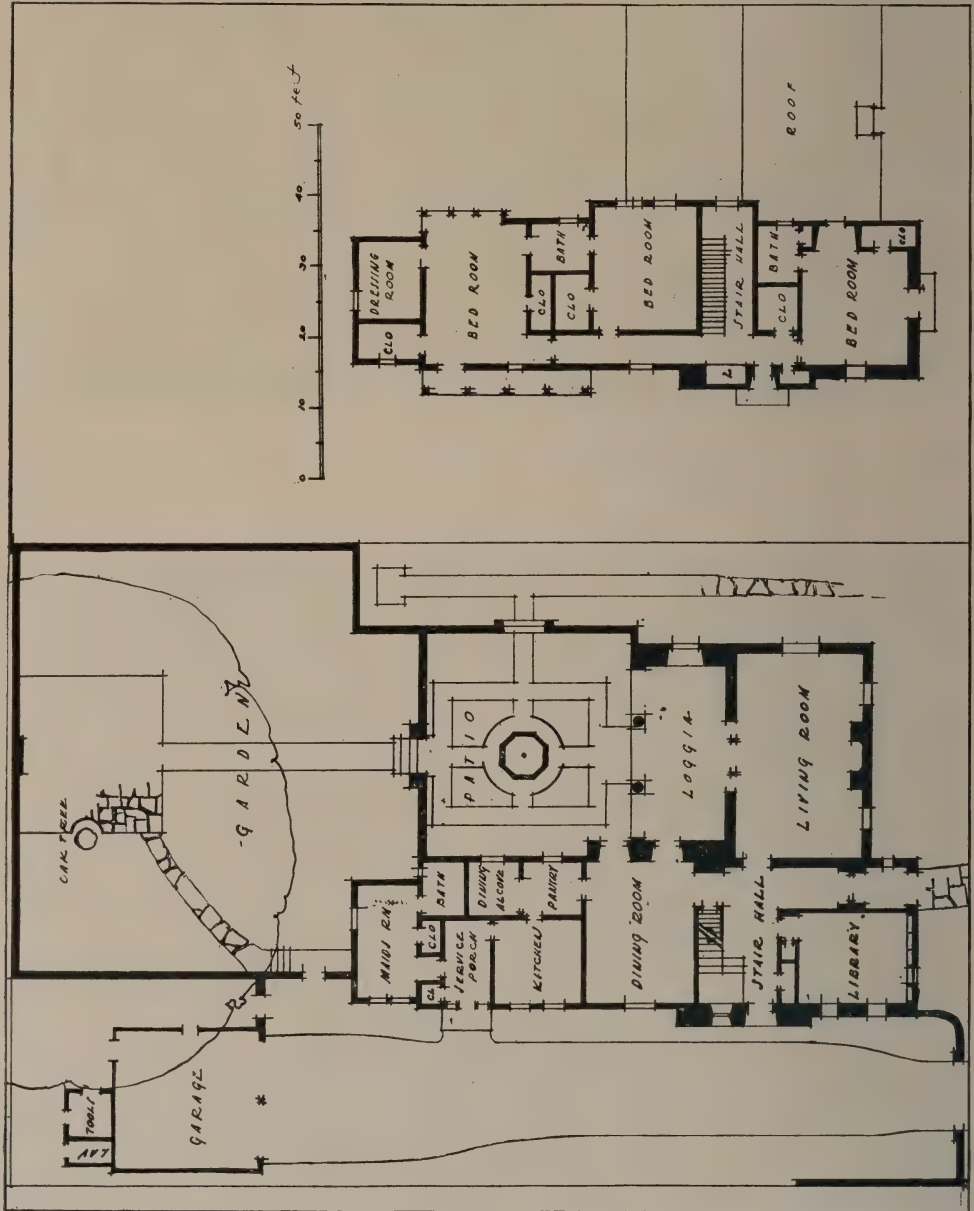 0 10 20 30 40 50 feet
DRESSING
ROOM
CLO
BED ROOM
BATH
CLO
CLO
BED ROOM
STAIR HALL
ROOF
BATH
CLO
L
BED ROOM
CLO
OAK TREE
GARDEN
PATIO
LOGGIA
LIVING ROOM
MAIDS RM
BATH
CLO
CL
DINING
ALCOVE
PANTRY
SERVICE
PORCH
KITCHEN
DINING ROOM
STAIR HALL
LIBRARY
TOOLS
GARAGE